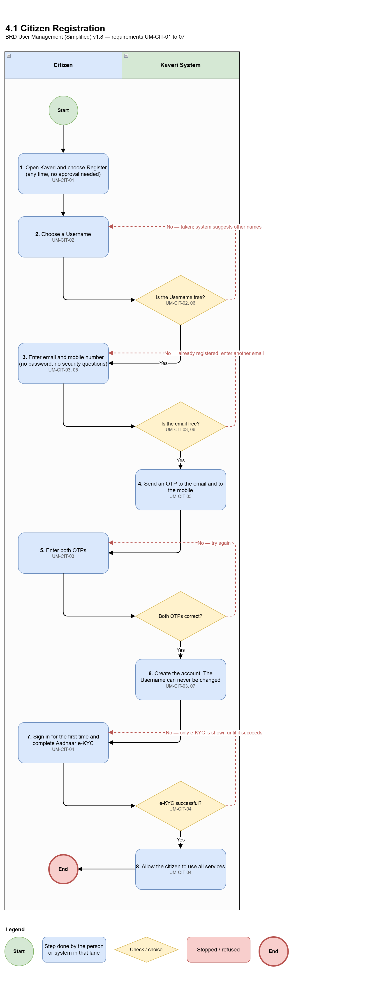 4.1 Citizen Registration
BRD User Management (Simplified) v1.8 — requirements UM-CIT-01 to 07
Citizen
Kaveri System
Start
1. Open Kaveri and choose Register
(any time, no approval needed)
UM-CIT-01
No — taken; system suggests other names
2. Choose a Username
UM-CIT-02
Is the Username free?
UM-CIT-02, 06
No — already registered; enter another email
3. Enter email and mobile number
(no password, no security questions)
UM-CIT-03, 05
Yes
Is the email free?
UM-CIT-03, 06
Yes
4. Send an OTP to the email and to
the mobile
UM-CIT-03
No — try again
5. Enter both OTPs
UM-CIT-03
Both OTPs correct?
Yes
6. Create the account. The
Username can never be changed
UM-CIT-03, 07
No — only e-KYC is shown until it succeeds
7. Sign in for the first time and
complete Aadhaar e-KYC
UM-CIT-04
e-KYC successful?
UM-CIT-04
Yes
8. Allow the citizen to use all services
UM-CIT-04
End
Legend
Start
Step done by the person
or system in that lane
Check / choice
Stopped / refused
End